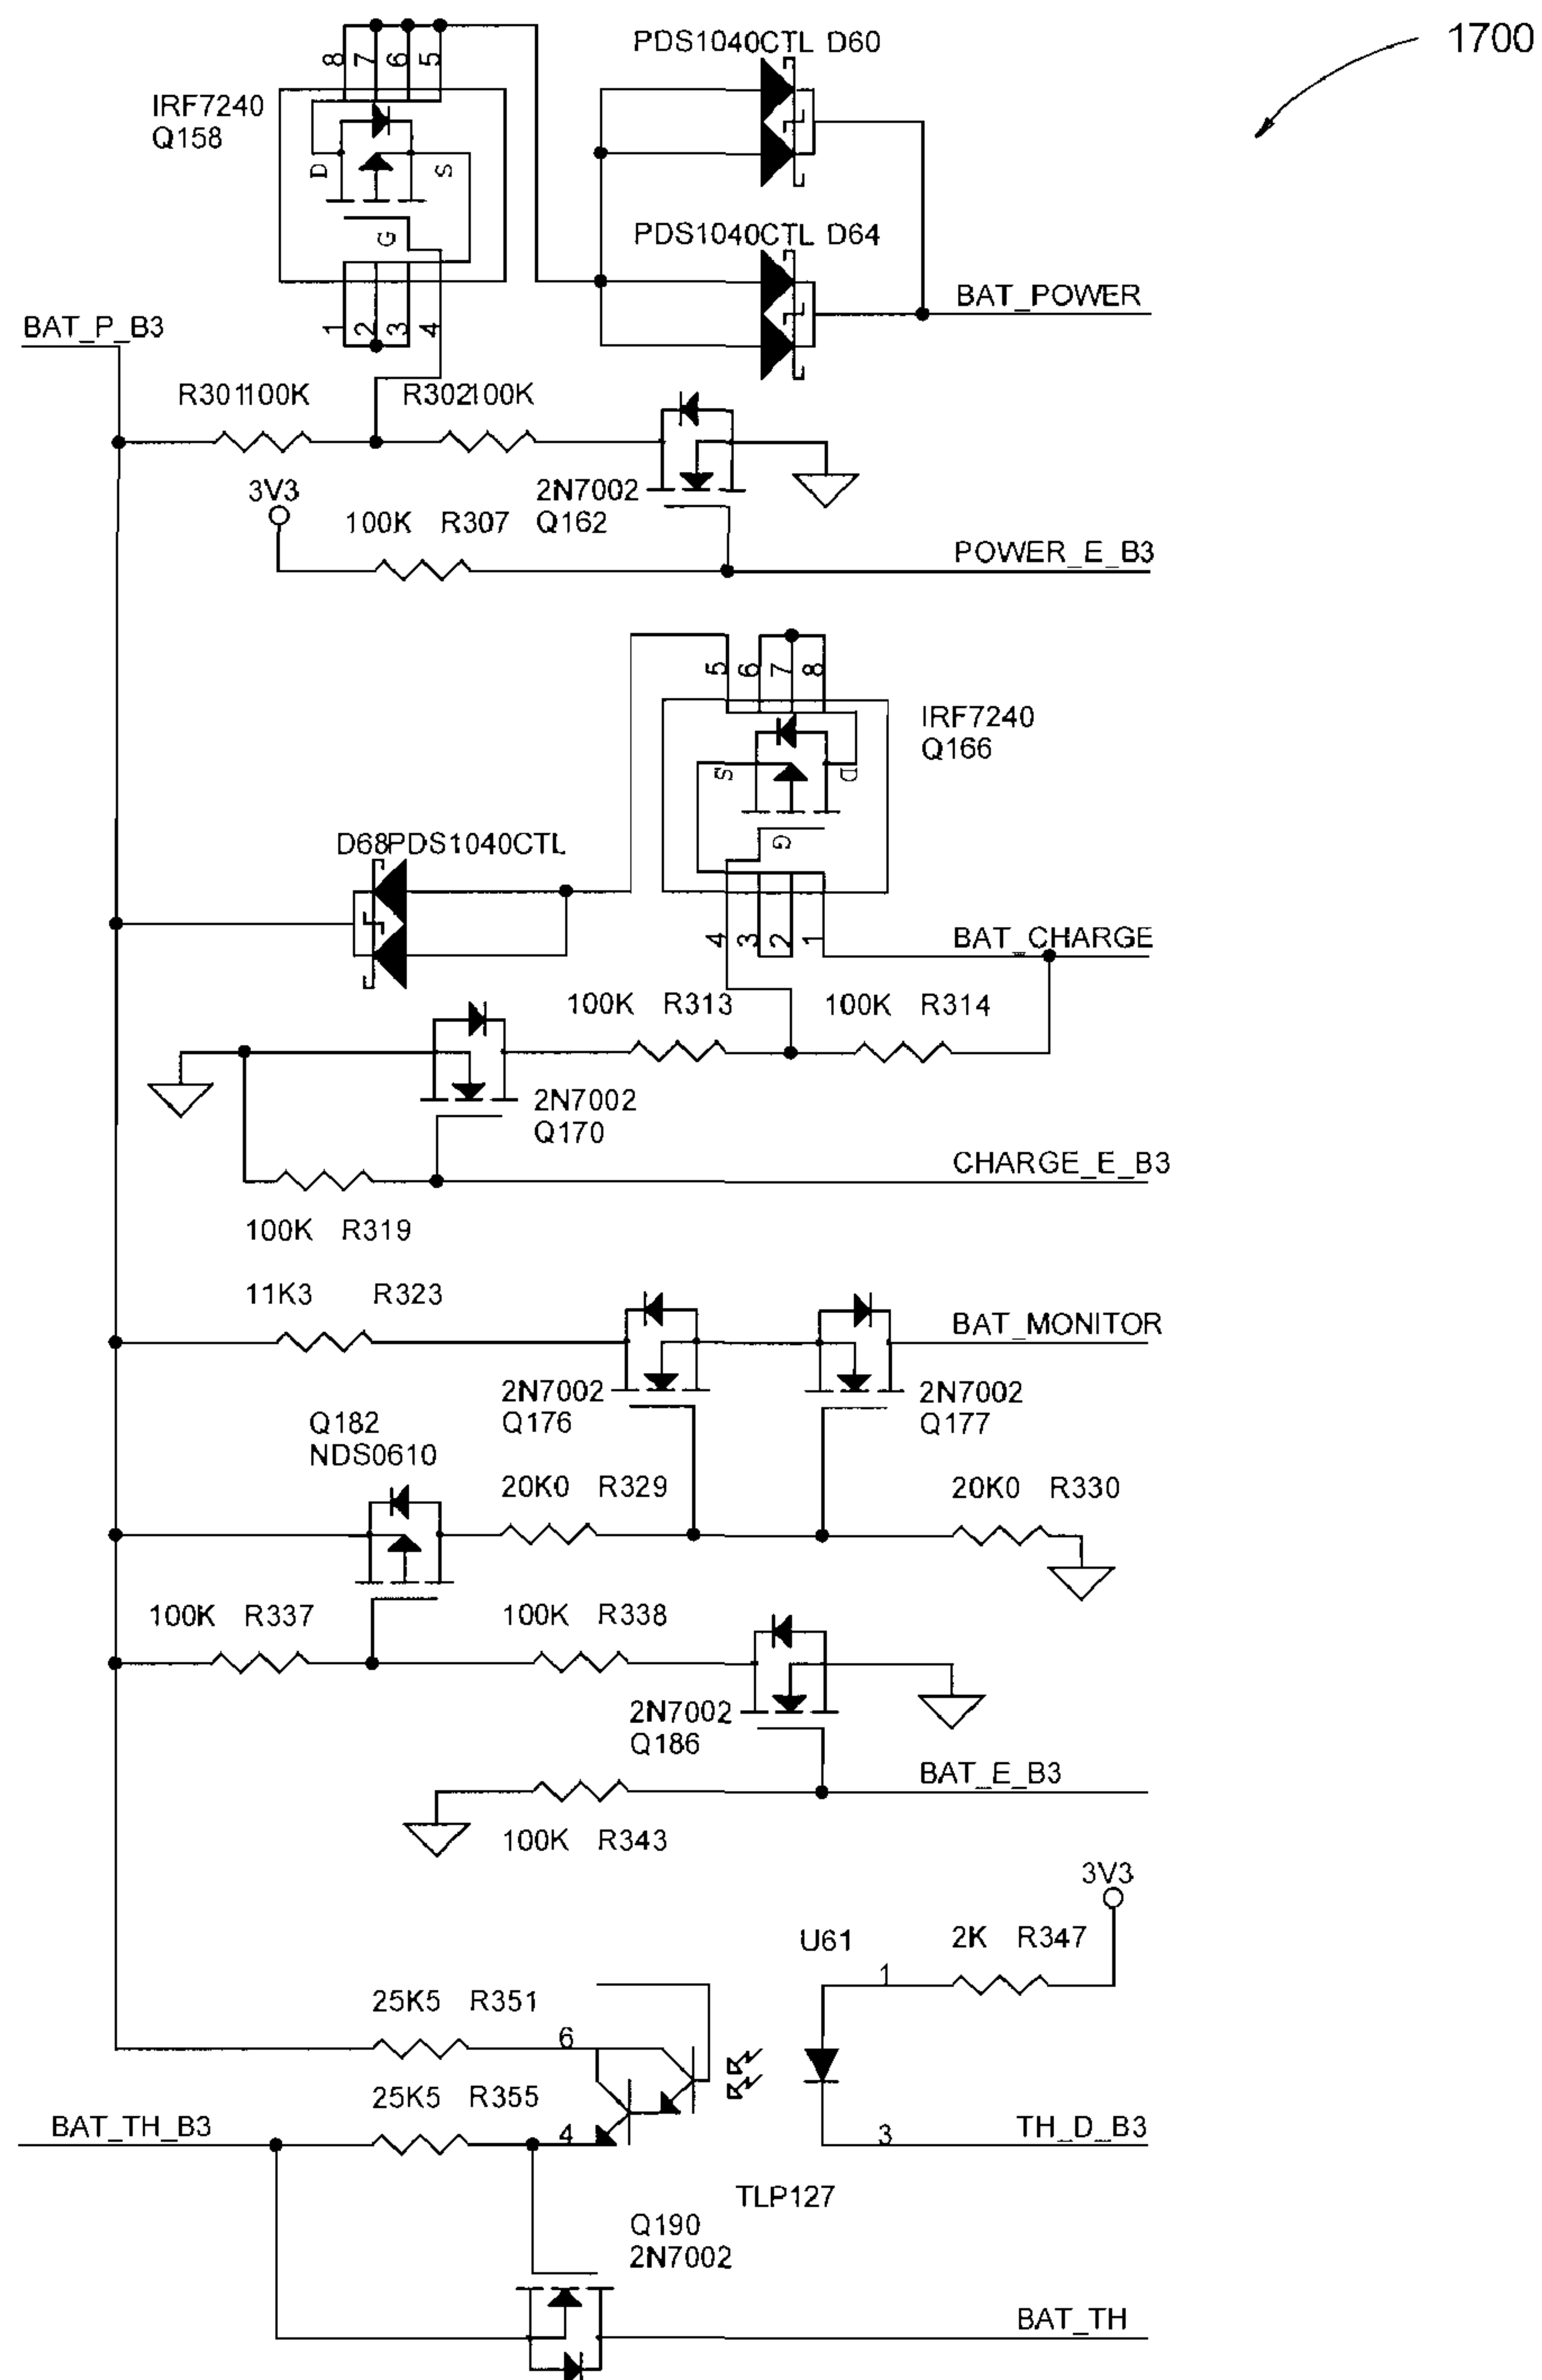 1700
PDS1040CTL D60
8 7 6 5
IRF7240
Q158
D S
G
PDS1040CTL D64
BAT_POWER
1 2 3 4
BAT_P_B3
R301100K R302100K
3V3
2N7002
Q162
100K R307
POWER_E_B3
5 6 7 8
IRF7240
Q166
S D
G
D68PDS1040CTL
4 3 2 1
BAT_CHARGE
100K R313 100K R314
2N7002
Q170
CHARGE_E_B3
100K R319
11K3 R323
BAT_MONITOR
2N7002
Q176
2N7002
Q177
Q182
NDS0610
20K0 R329 20K0 R330
100K R337 100K R338
2N7002
Q186
BAT_E_B3
100K R343
3V3
U61 2K R347
1
25K5 R351
6
25K5 R355
BAT_TH_B3
4
3
TH_D_B3
TLP127
Q190
2N7002
BAT_TH